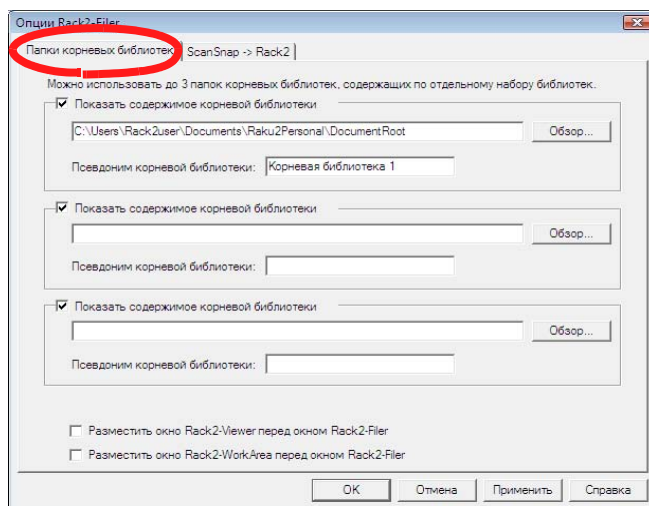 Опции Rack2-Filer
Папки корневых библиотек ScanSnap -> Rack2
Можно использовать до 3 папок корневых библиотек, содержащих по отдельному набору библиотек.
Показать содержимое корневой библиотеки
C:\Users\Rack2user\Documents\Raku2Personal\DocumentRoot Обзор...
Псевдоним корневой библиотеки: Корневая библиотека 1
Показать содержимое корневой библиотеки
Обзор...
Псевдоним корневой библиотеки:
Показать содержимое корневой библиотеки
Обзор...
Псевдоним корневой библиотеки:
Разместить окно Rack2-Viewer перед окном Rack2-Filer
Разместить окно Rack2-WorkArea перед окном Rack2-Filer
OK Отмена Применить Справка